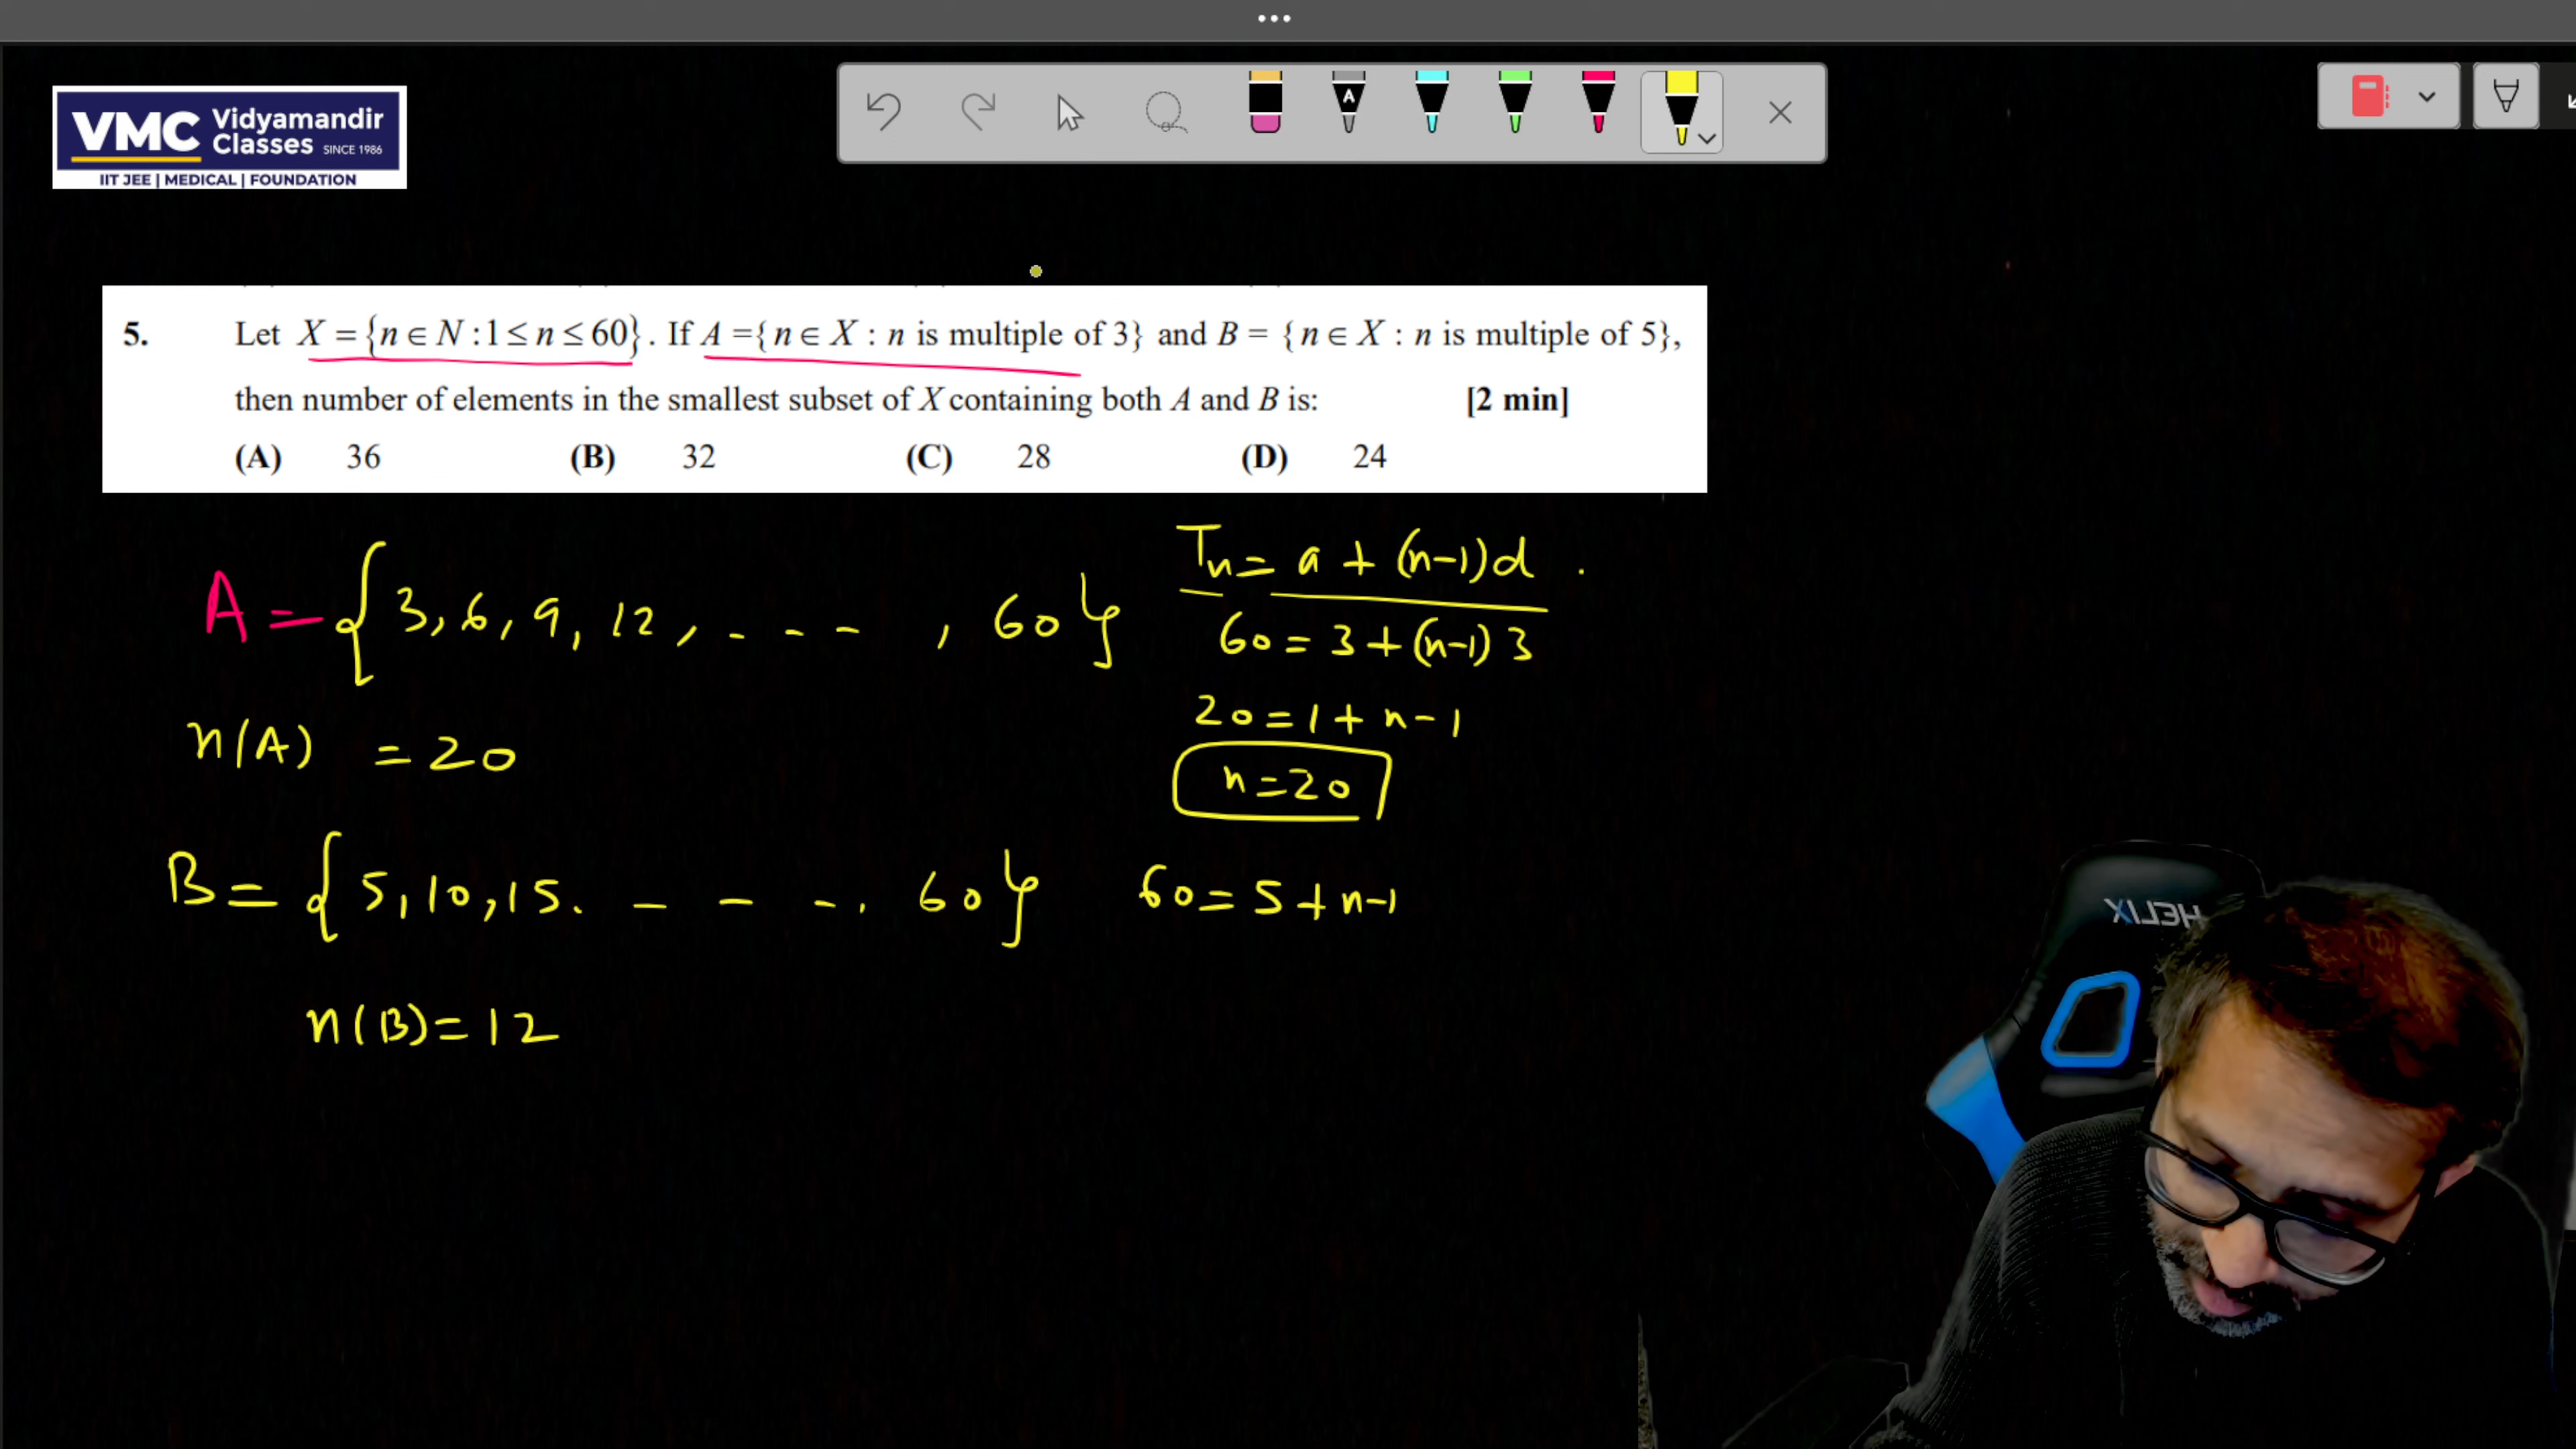 VMC Vidyamandir Classes SINCE 1986
IIT JEE | MEDICAL | FOUNDATION
A
5. Let X = {n ∈ N : 1 ≤ n ≤ 60}. If A = {n ∈ X : n is multiple of 3} and B = {n ∈ X : n is multiple of 5},
then number of elements in the smallest subset of X containing both A and B is: [2 min]
(A) 36 (B) 32 (C) 28 (D) 24
A = {3, 6, 9, 12, - - - , 60}
n(A) = 20
Tn = a + (n-1)d
60 = 3 + (n-1) 3
20 = 1 + n - 1
n = 20
B = {5, 10, 15. - - - . 60}
60 = 5 + n-1
n(B) = 12
HELIX